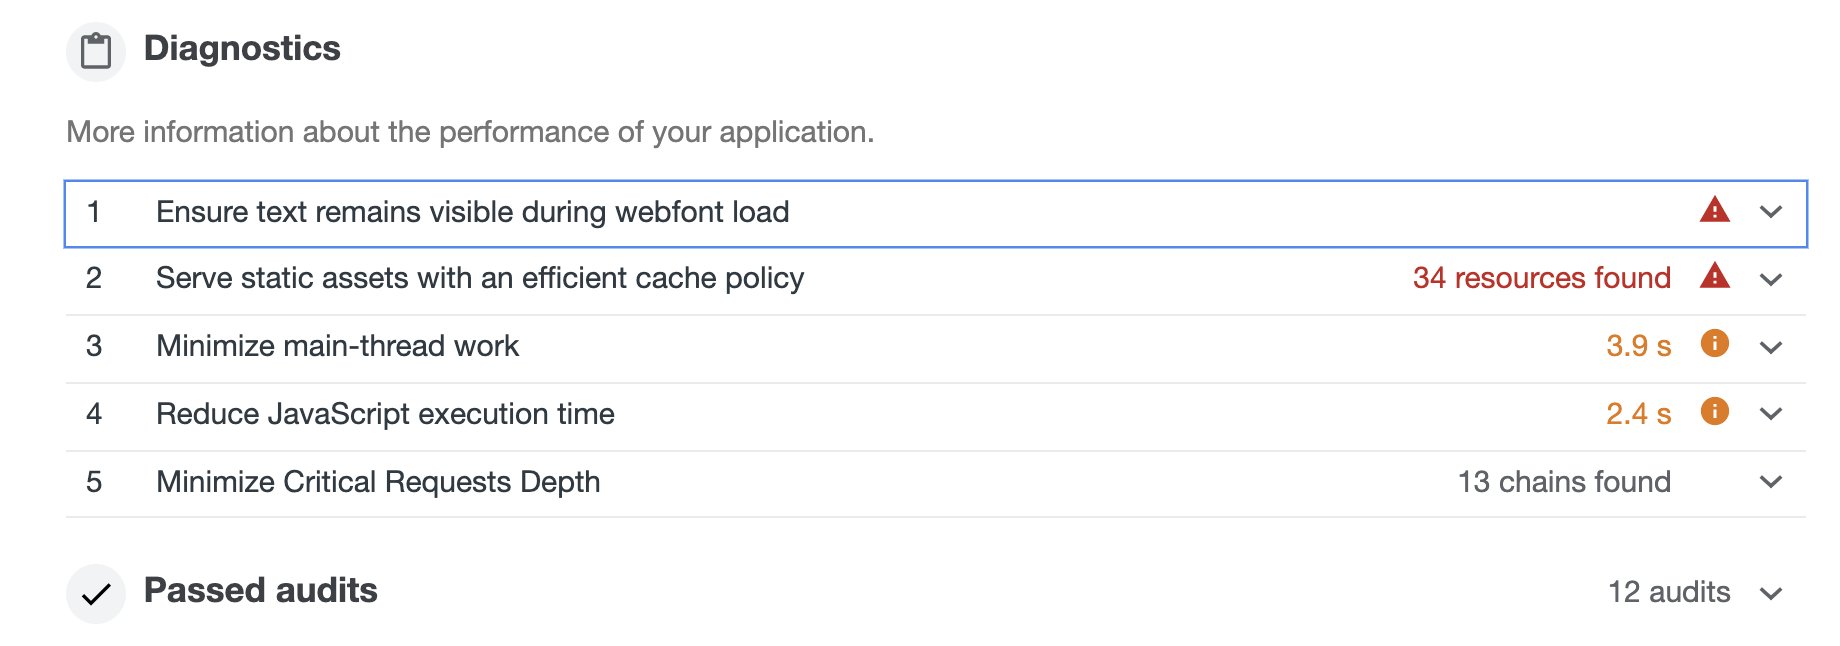 Diagnostics
More information about the performance of your application.
1 Ensure text remains visible during webfont load
2 Serve static assets with an efficient cache policy 34 resources found
3 Minimize main-thread work 3.9 s
4 Reduce JavaScript execution time 2.4 s
5 Minimize Critical Requests Depth 13 chains found
Passed audits 12 audits